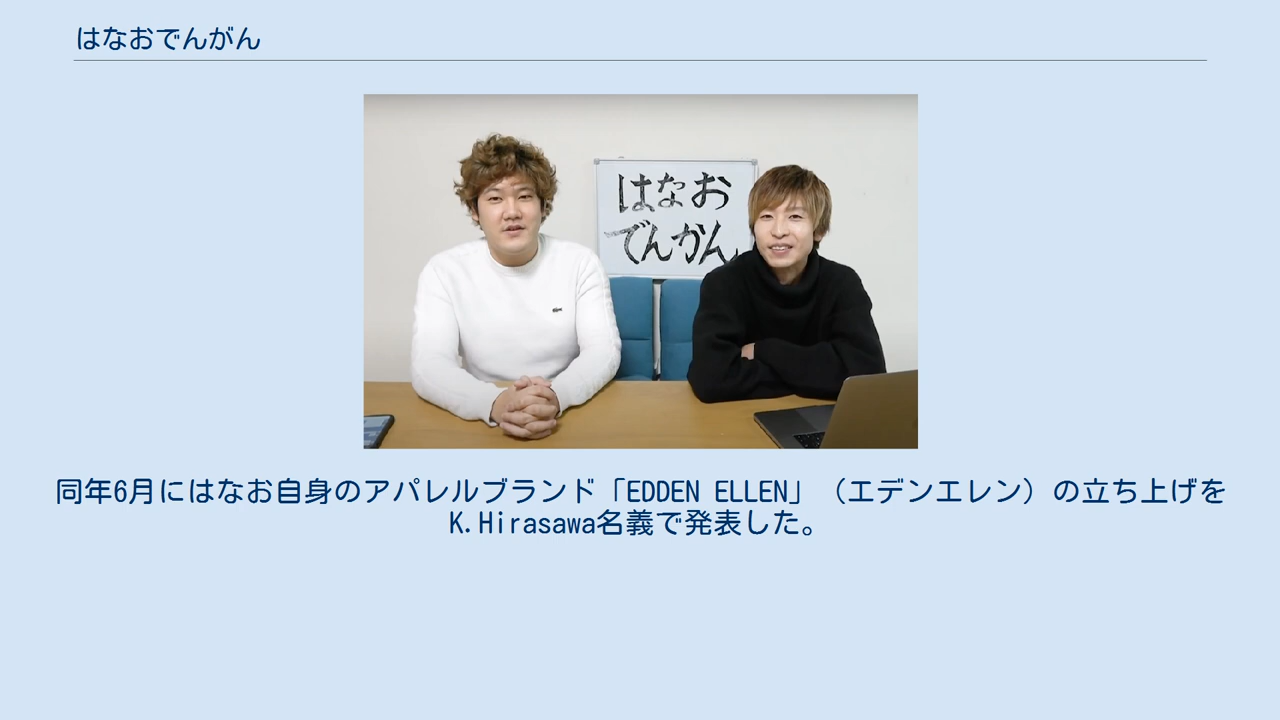 はなおでんがん
はなお
でんがん
同年6月にはなお自身のアパレルブランド「EDDEN ELLEN」（エデンエレン）の立ち上げを
K.Hirasawa名義で発表した。